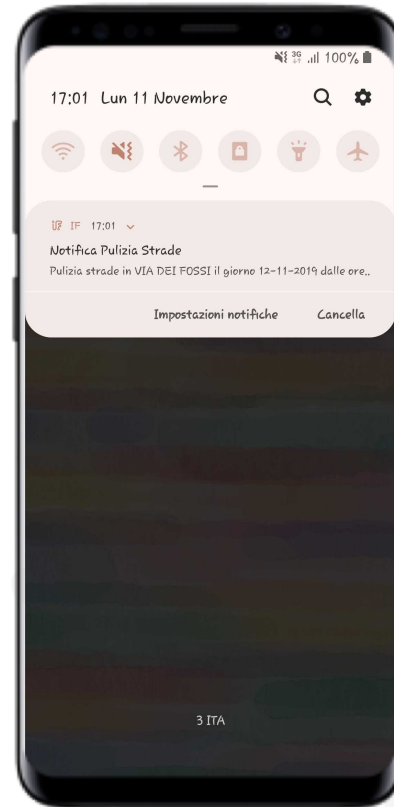 3G 100%
17:01 Lun 11 Novembre
IF 17:01
Notifica Pulizia Strade
Pulizia strade in VIA DEI FOSSI il giorno 12-11-2019 dalle ore..
Impostazioni notifiche Cancella
3 ITA